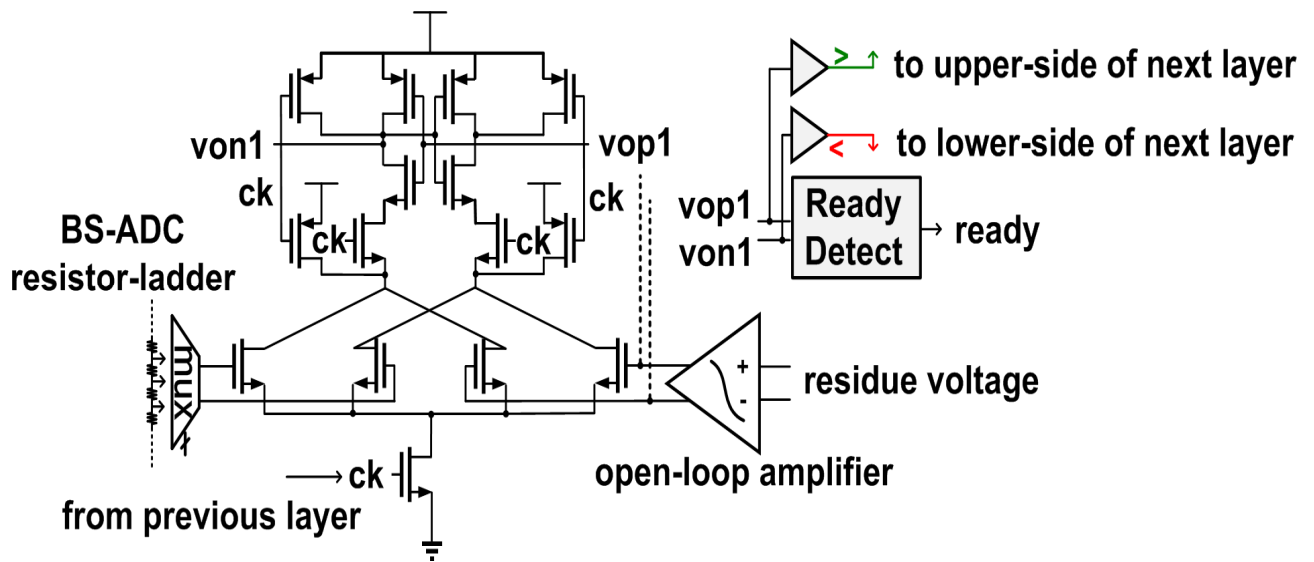 von1
vop1
ck
ck
ck
ck
BS-ADC
resistor-ladder
mux
+
-
residue voltage
open-loop amplifier
ck
from previous layer
>
to upper-side of next layer
<
to lower-side of next layer
vop1
von1
Ready
Detect
ready